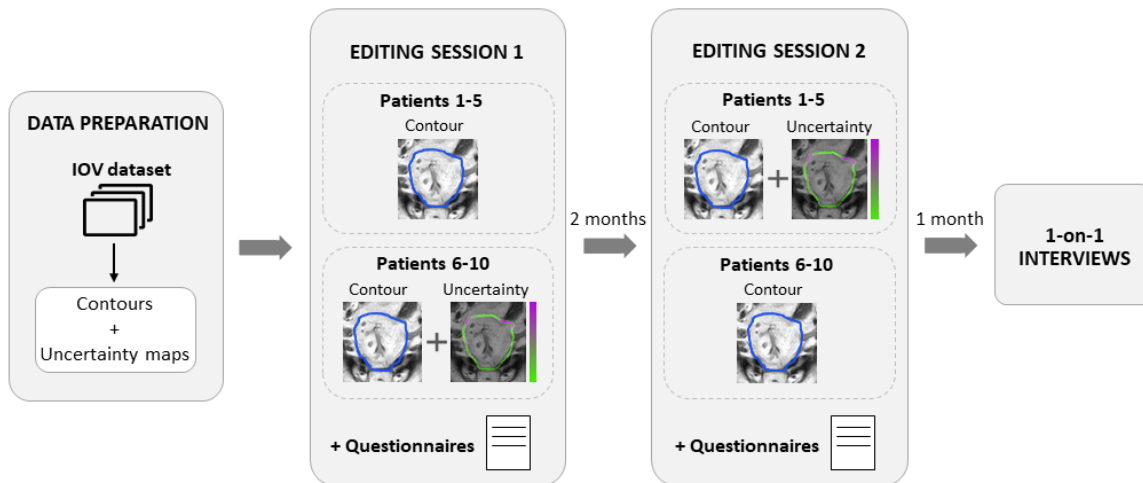 DATA PREPARATION
IOV dataset
Contours
+
Uncertainty maps
EDITING SESSION 1
Patients 1-5
Contour
Patients 6-10
Contour Uncertainty
+
+ Questionnaires
2 months
EDITING SESSION 2
Patients 1-5
Contour Uncertainty
+
Patients 6-10
Contour
+ Questionnaires
1 month
1-on-1
INTERVIEWS